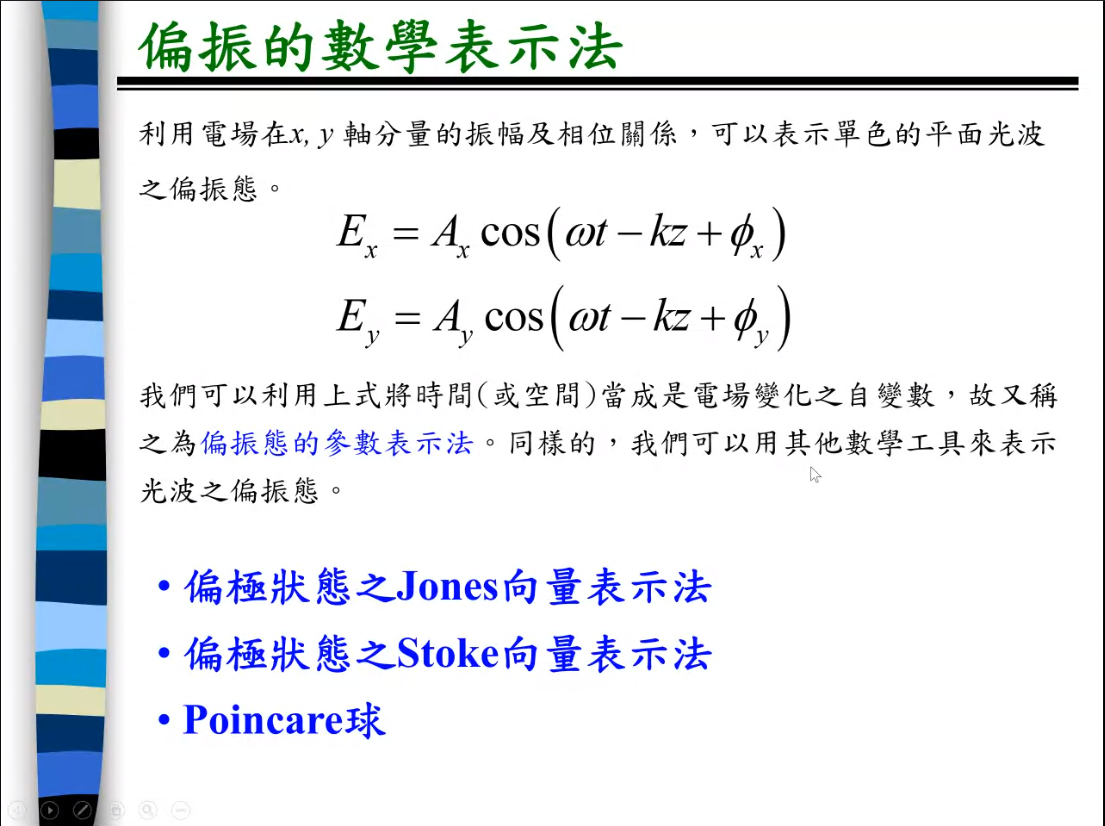 偏振的數學表示法
利用電場在x, y 軸分量的振幅及相位關係，可以表示單色的平面光波
之偏振態。
Eₓ = Aₓ cos(ωt − kz + ϕₓ)
E_y = A_y cos(ωt − kz + ϕ_y)
我們可以利用上式將時間(或空間)當成是電場變化之自變數，故又稱
之為偏振態的參數表示法。同樣的，我們可以用其他數學工具來表示
光波之偏振態。
• 偏極狀態之Jones向量表示法
• 偏極狀態之Stoke向量表示法
• Poincare球